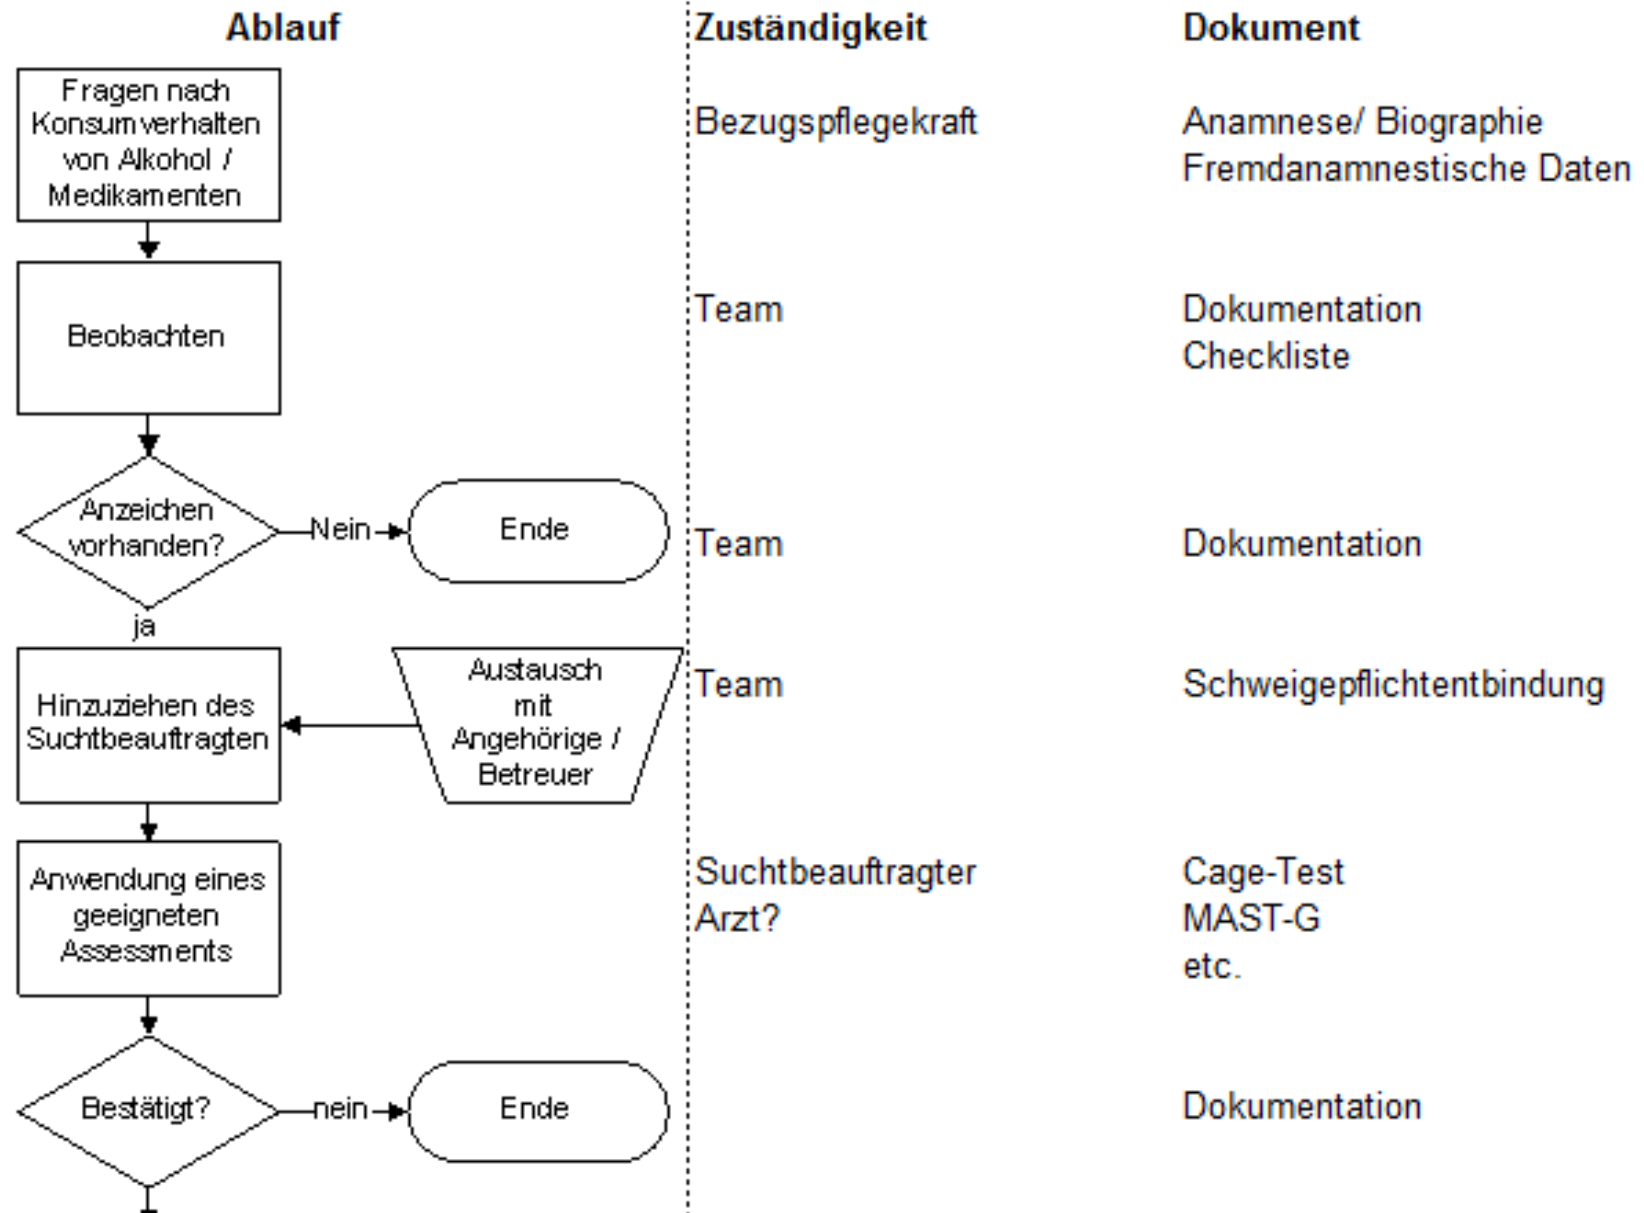 Ablauf
Zuständigkeit
Dokument
Fragen nach
Konsumverhalten
von Alkohol /
Medikamenten
Bezugspflegekraft
Anamnese/ Biographie
Fremdanamnestische Daten
Beobachten
Team
Dokumentation
Checkliste
Anzeichen
vorhanden?
Nein
Ende
Team
Dokumentation
ja
Hinzuziehen des
Suchtbeauftragten
Austausch
mit
Angehörige /
Betreuer
Team
Schweigepflichtentbindung
Anwendung eines
geeigneten
Assessments
Suchtbeauftragter
Arzt?
Cage-Test
MAST-G
etc.
Bestätigt?
nein
Ende
Dokumentation